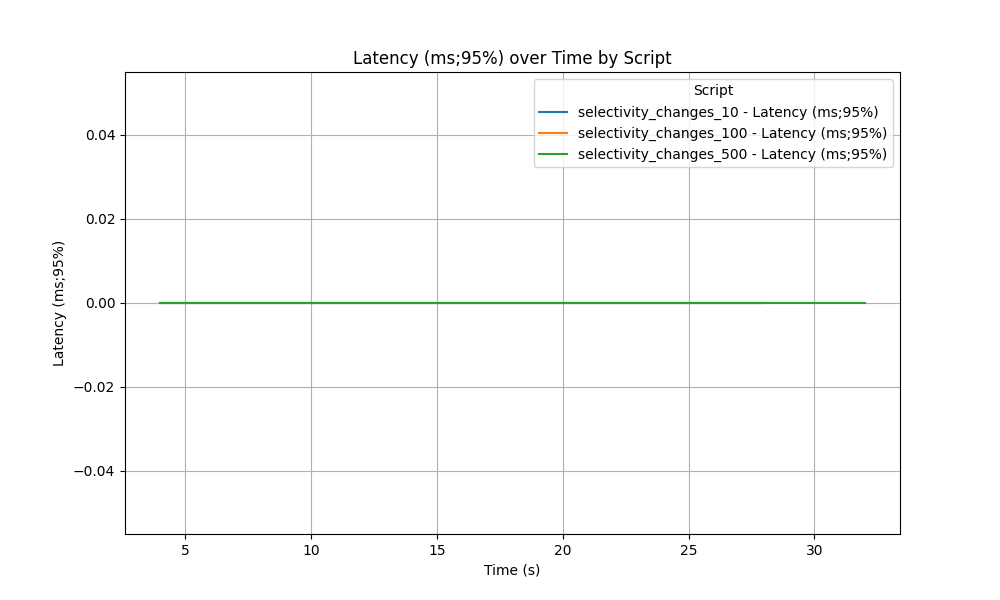 Latency (ms;95%) over Time by Script
Script
selectivity_changes_10 - Latency (ms;95%)
selectivity_changes_100 - Latency (ms;95%)
selectivity_changes_500 - Latency (ms;95%)
Latency (ms;95%)
0.04
0.02
0.00
−0.02
−0.04
5 10 15 20 25 30
Time (s)